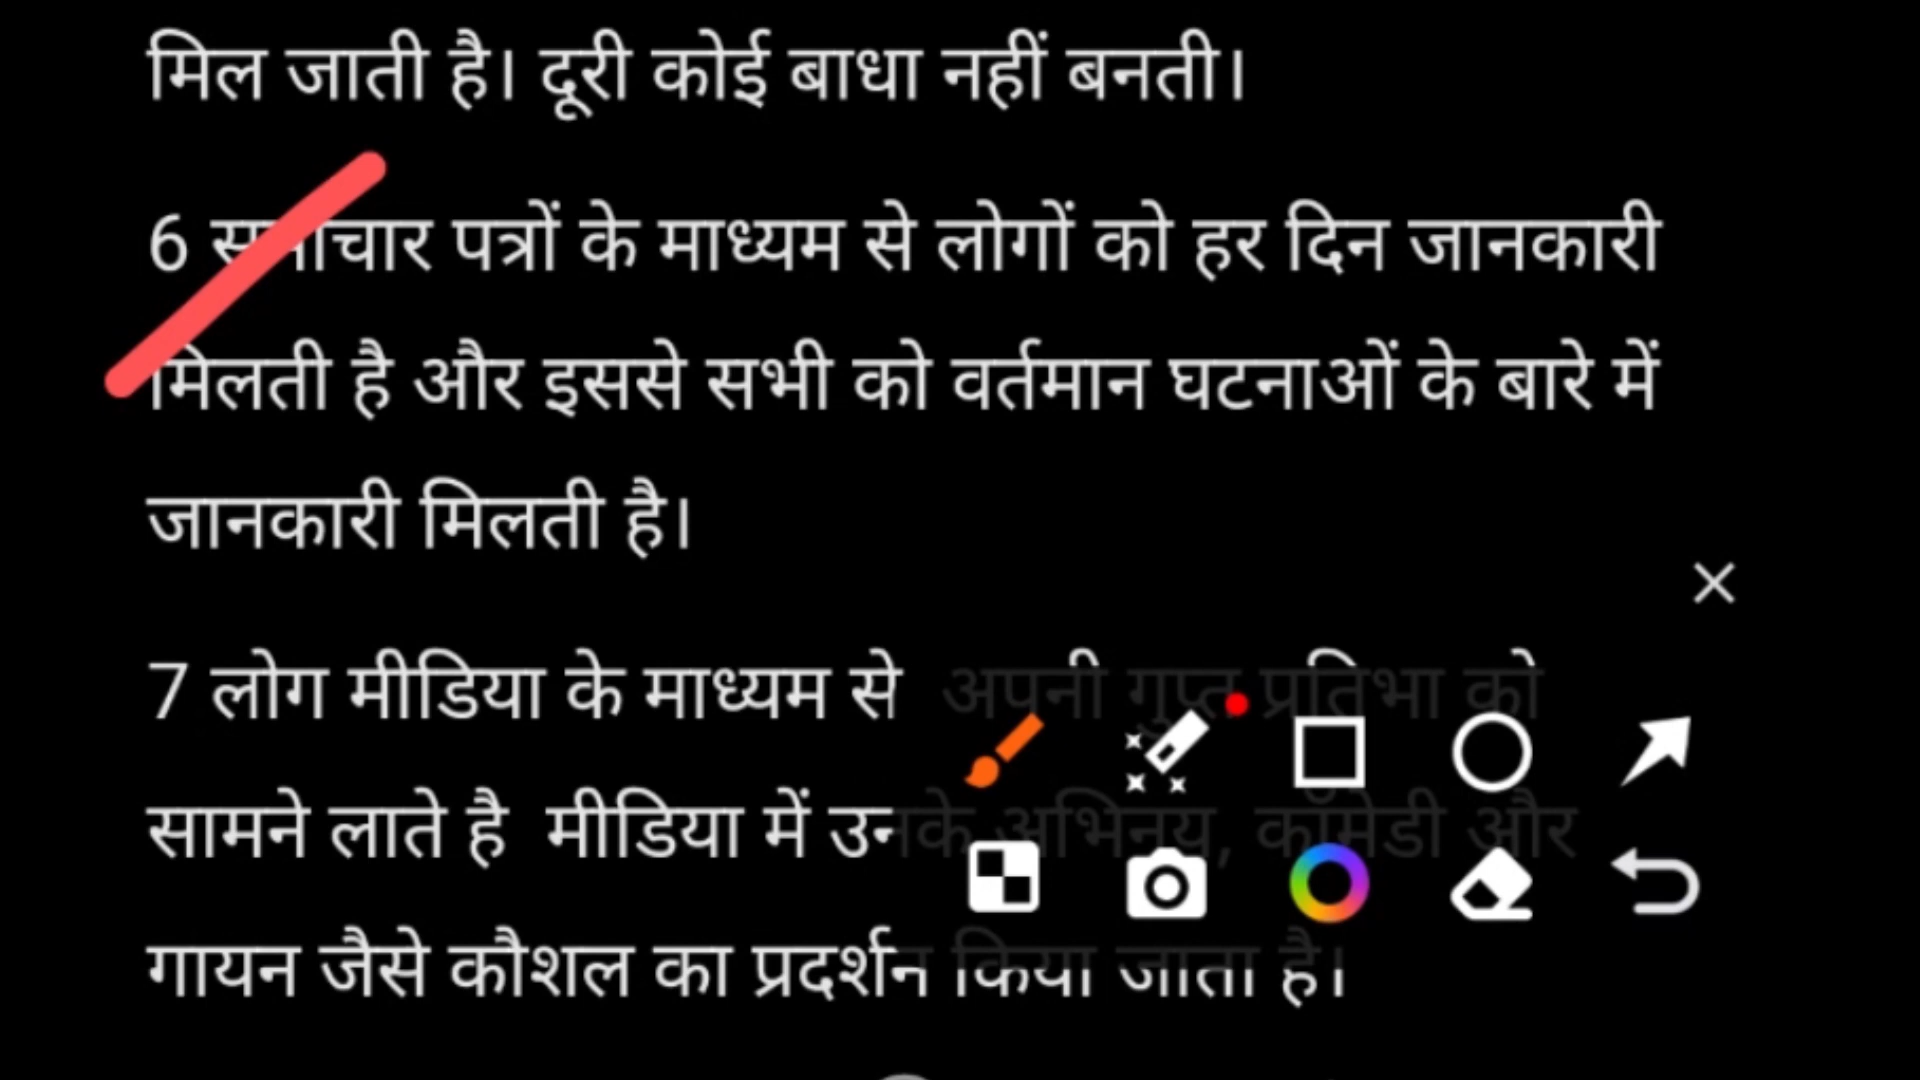 मिल जाती है। दूरी कोई बाधा नहीं बनती।
6 समाचार पत्रों के माध्यम से लोगों को हर दिन जानकारी
मिलती है और इससे सभी को वर्तमान घटनाओं के बारे में
जानकारी मिलती है।
7 लोग मीडिया के माध्यम से अपनी गुप्त प्रतिभा को
सामने लाते है मीडिया में उनके अभिनय, कॉमेडी और
गायन जैसे कौशल का प्रदर्शन किया जाता है।